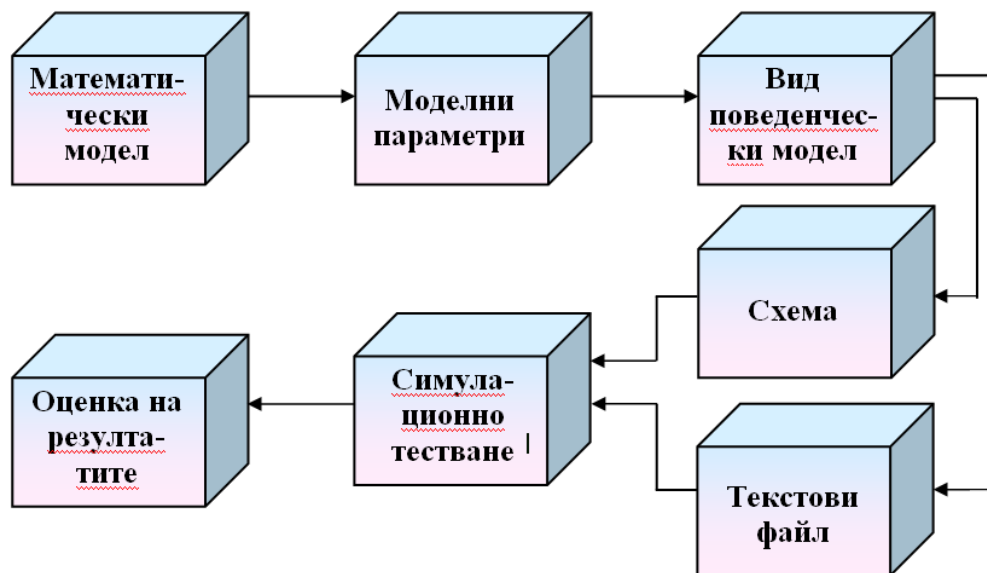 Математи-
чески
модел
Моделни
параметри
Вид
поведенчес-
ки модел
Схема
Текстови
файл
Симула-
ционно
тестване
Оценка на
резулта-
тите